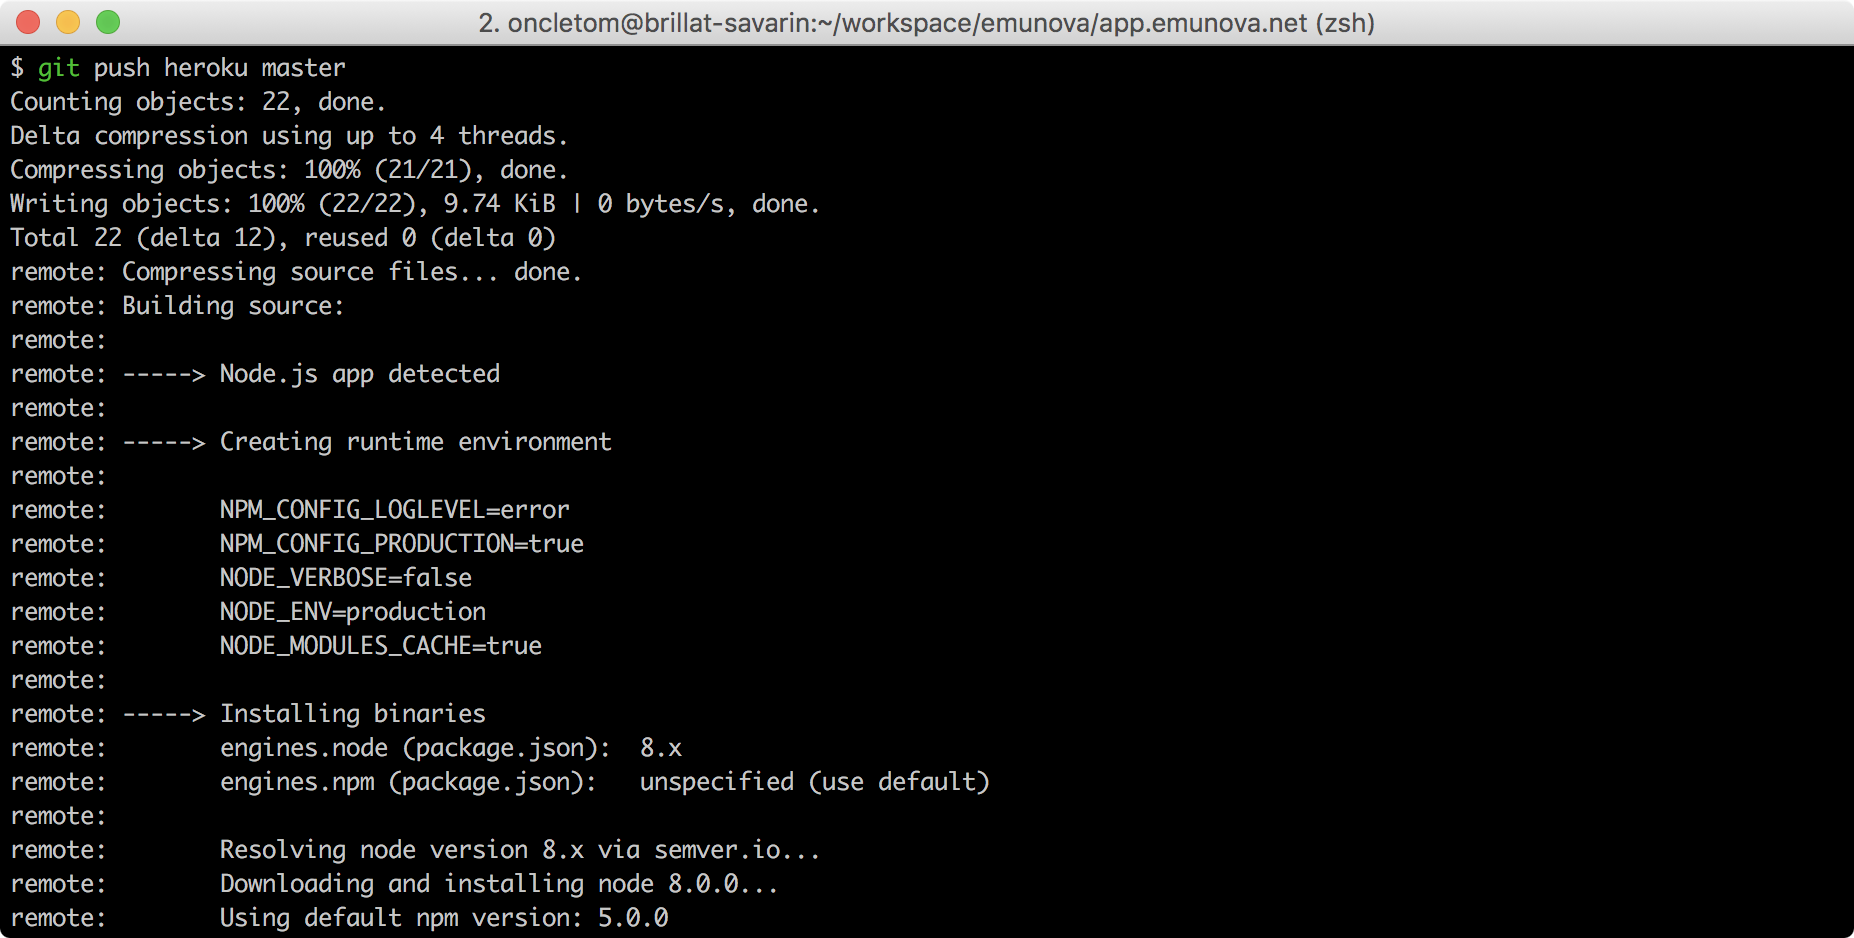 2. oncletom@brillat-savarin:~/workspace/emunova/app.emunova.net (zsh)
$ git push heroku master
Counting objects: 22, done.
Delta compression using up to 4 threads.
Compressing objects: 100% (21/21), done.
Writing objects: 100% (22/22), 9.74 KiB | 0 bytes/s, done.
Total 22 (delta 12), reused 0 (delta 0)
remote: Compressing source files... done.
remote: Building source:
remote:
remote: -----> Node.js app detected
remote:
remote: -----> Creating runtime environment
remote:
remote:        NPM_CONFIG_LOGLEVEL=error
remote:        NPM_CONFIG_PRODUCTION=true
remote:        NODE_VERBOSE=false
remote:        NODE_ENV=production
remote:        NODE_MODULES_CACHE=true
remote:
remote: -----> Installing binaries
remote:        engines.node (package.json):  8.x
remote:        engines.npm (package.json):   unspecified (use default)
remote:
remote:        Resolving node version 8.x via semver.io...
remote:        Downloading and installing node 8.0.0...
remote:        Using default npm version: 5.0.0